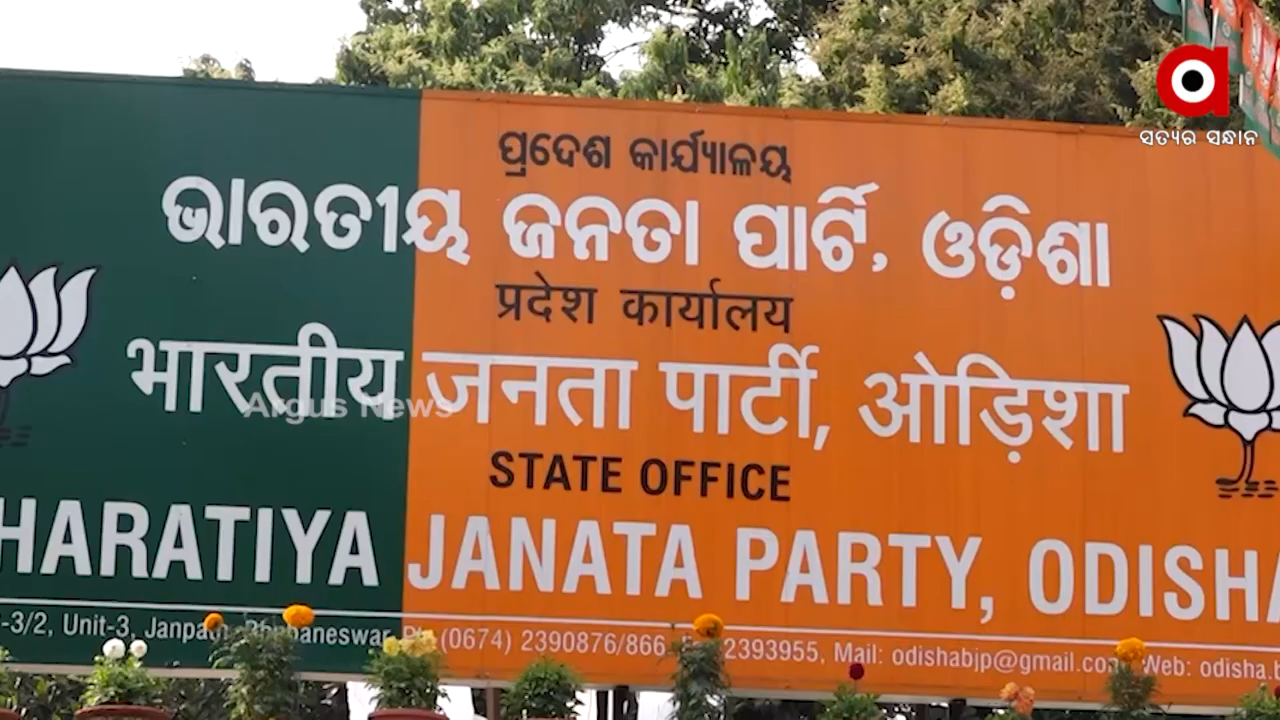 ସତ୍ୟର ସନ୍ଧାନ
ପ୍ରଦେଶ କାର୍ଯ୍ୟାଳୟ
ଭାରତୀୟ ଜନତା ପାର୍ଟି, ଓଡ଼ିଶା
प्रदेश कार्यालय
भारतीय जनता पार्टी, ओड़िशा
Argus News
STATE OFFICE
HARATIYA JANATA PARTY, ODISHA
-3/2, Unit-3, Janpath, Bhubaneswar (0674) 2390876/866 2393955, Mail: odishabjp@gmail.com Web: odisha.